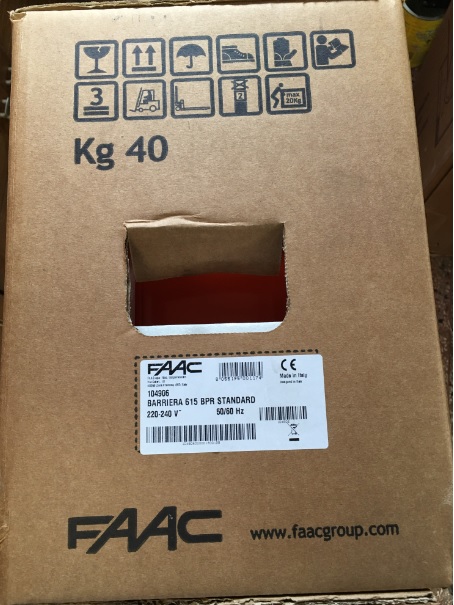 3
2
max
20Kg
Kg 40
FAAC
Made in Italy
104906
BARRIERA 615 BPR STANDARD
220-240 V~ 50/60 Hz
FAAC www.faacgroup.com